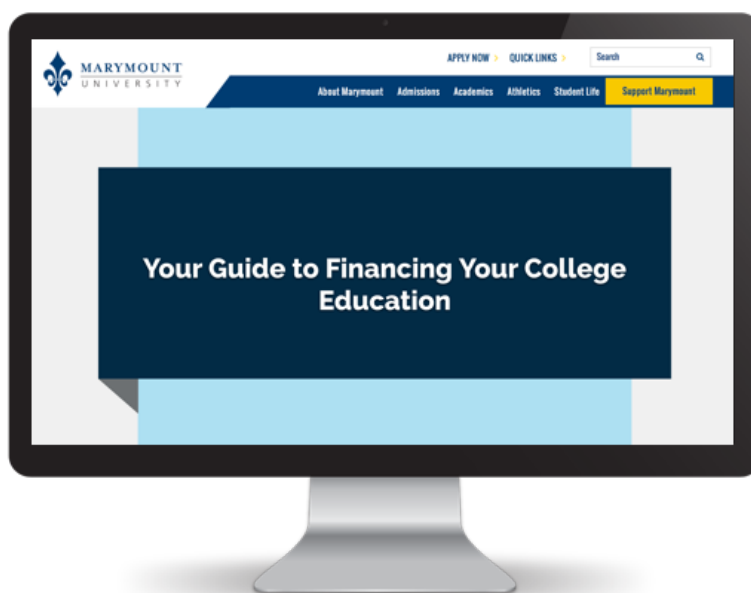 APPLY NOW > QUICK LINKS > Search
MARYMOUNT
UNIVERSITY
About Marymount Admissions Academics Athletics Student Life Support Marymount
Your Guide to Financing Your College
Education